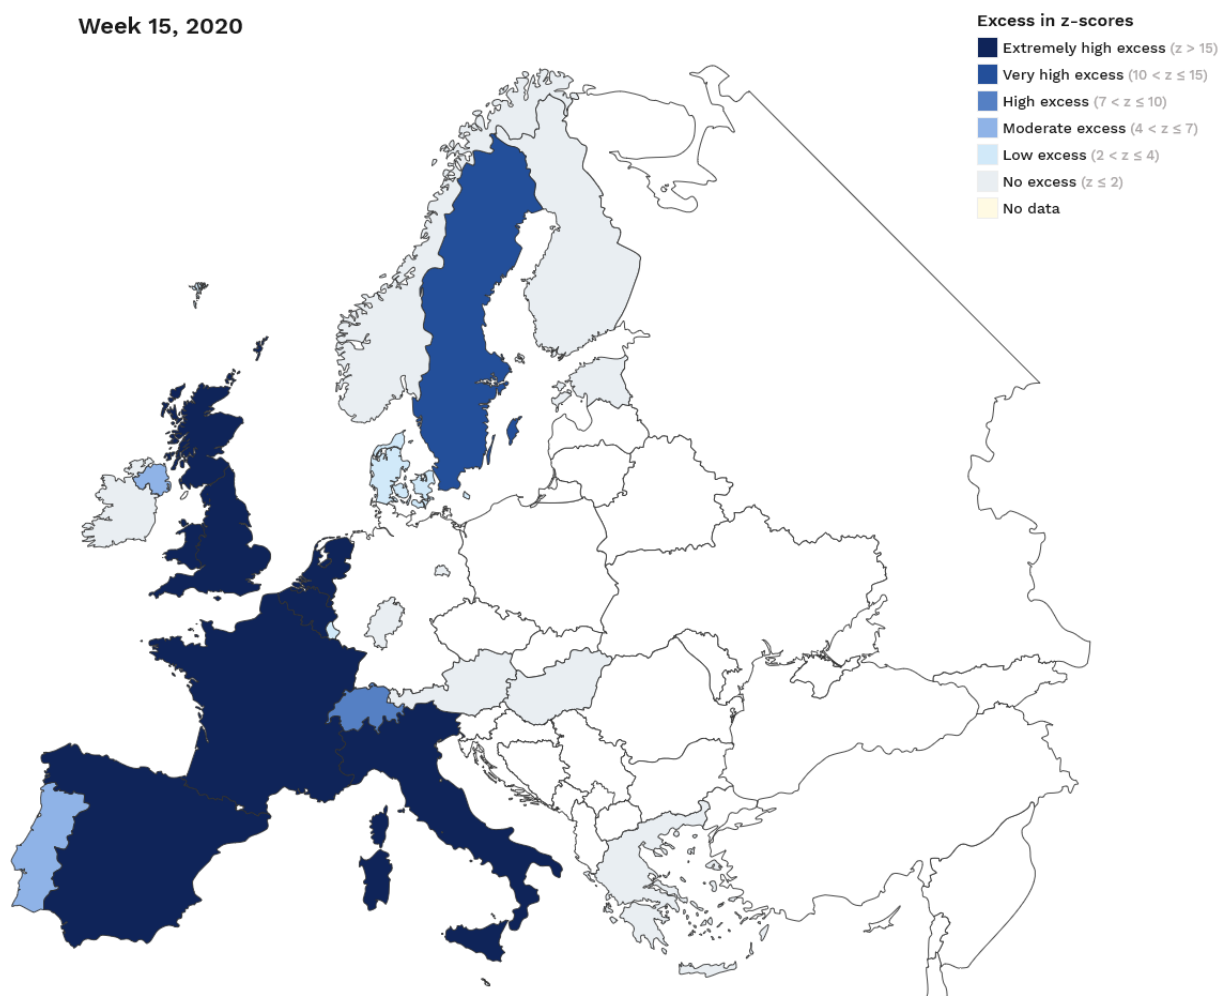 Week 15, 2020
Excess in z-scores
Extremely high excess (z > 15)
Very high excess (10 < z ≤ 15)
High excess (7 < z ≤ 10)
Moderate excess (4 < z ≤ 7)
Low excess (2 < z ≤ 4)
No excess (z ≤ 2)
No data